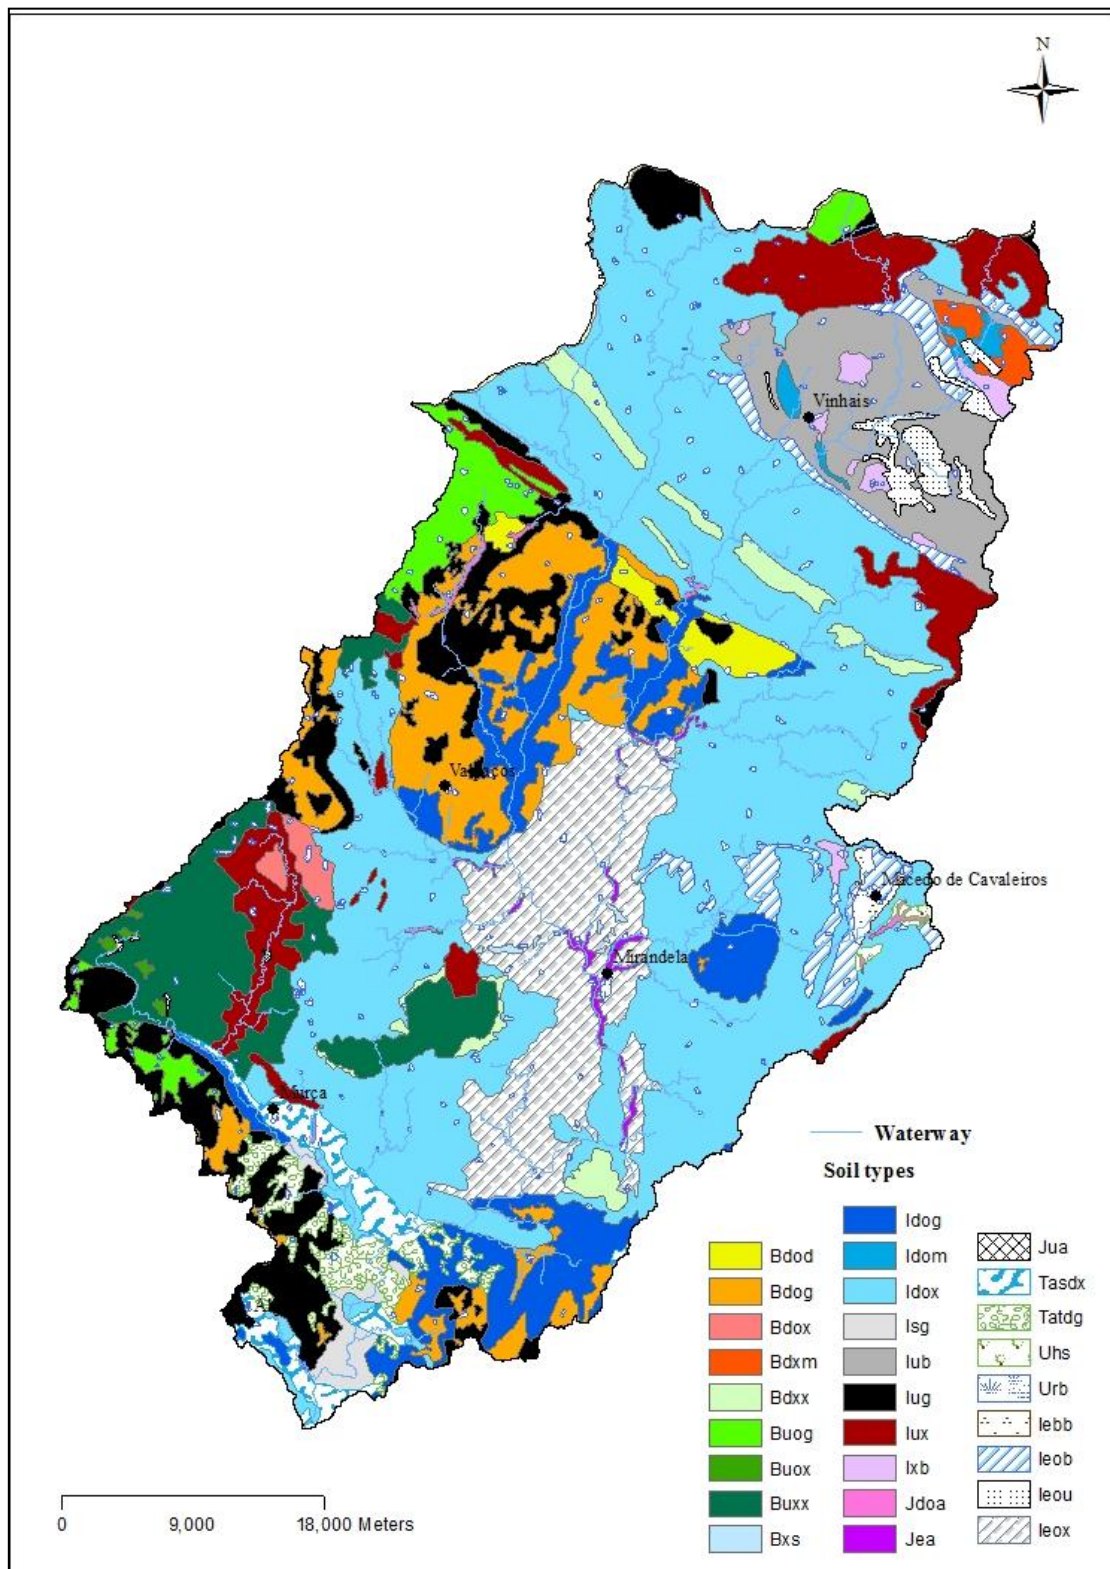 N
Vinhais
Valpaços
Macedo de Cavaleiros
Mirandela
Murça
Waterway
Soil types
Bdod
Bdog
Bdox
Bdxm
Bdxx
Buog
Buox
Buxx
Bxs
Idog
Idom
Idox
Isg
Iub
Iug
Iux
Ixb
Jdoa
Jea
Jua
Tasdx
Tatdg
Uhs
Urb
Iebb
Ieob
Ieou
Ieox
0 9,000 18,000 Meters